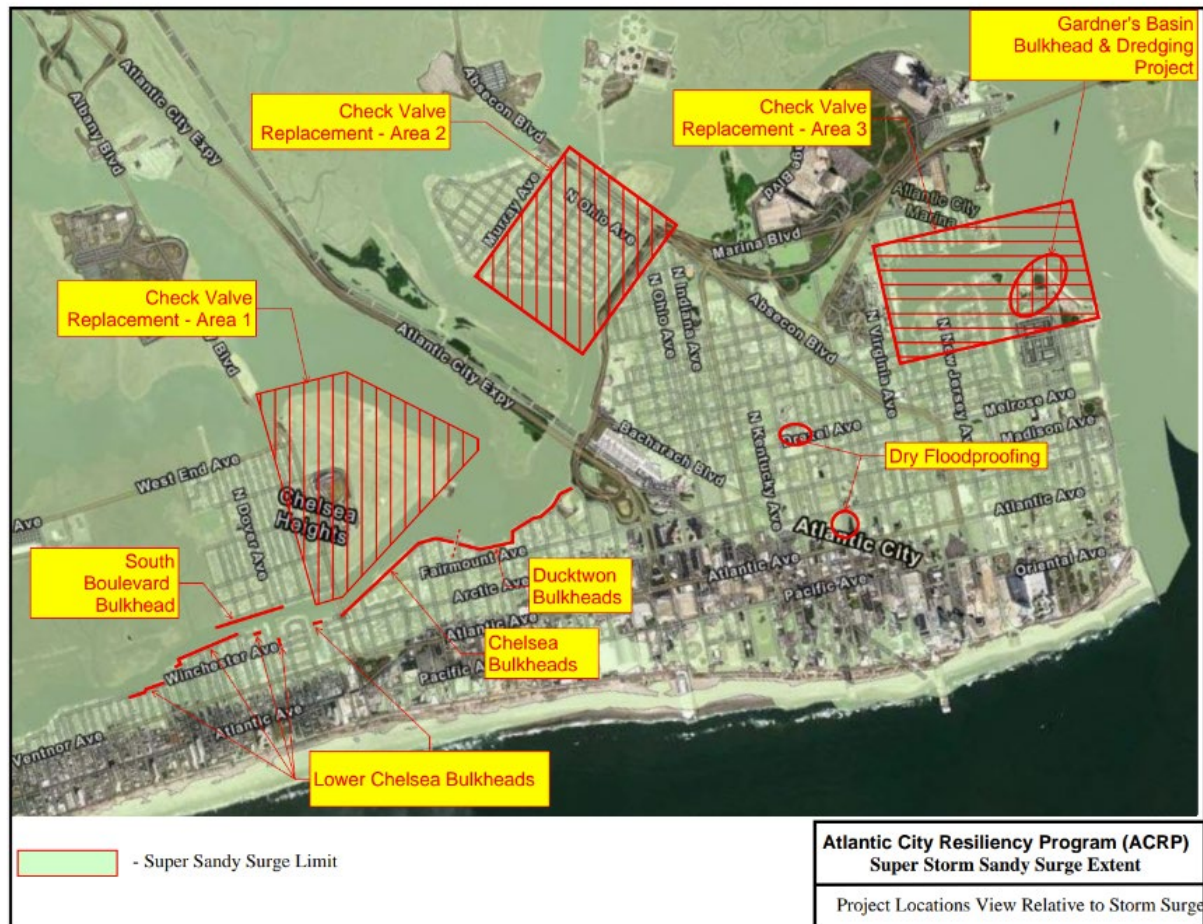 Gardner's Basin
Bulkhead & Dredging
Project
Check Valve
Replacement - Area 2
Check Valve
Replacement - Area 3
Check Valve
Replacement - Area 1
Absecon Blvd
Atlantic City Expy
Albany Blvd
Murray Ave
N Ohio Ave
Blvd
Atlantic City
Marina
Marina Blvd
N Indiana Ave
N Ohio Ave
Absecon Blvd
N Virginia Ave
N New Jersey Ave
Atlantic City Expy
Blvd
Melrose Ave
Madison Ave
Drexel Ave
N Kentucky Ave
Bacharach Blvd
Dry Floodproofing
West End Ave
N Dover Ave
Chelsea
Heights
Ave
Atlantic Ave
Atlantic City
Oriental Ave
South
Boulevard
Bulkhead
Fairmount Ave
Arctic Ave
Ducktwon
Bulkheads
Atlantic Ave
Pacific Ave
Atlantic Ave
Chelsea
Bulkheads
Winchester Ave
Pacific Ave
Atlantic Ave
Ventnor Ave
Lower Chelsea Bulkheads
- Super Sandy Surge Limit
Atlantic City Resiliency Program (ACRP)
Super Storm Sandy Surge Extent
Project Locations View Relative to Storm Surge